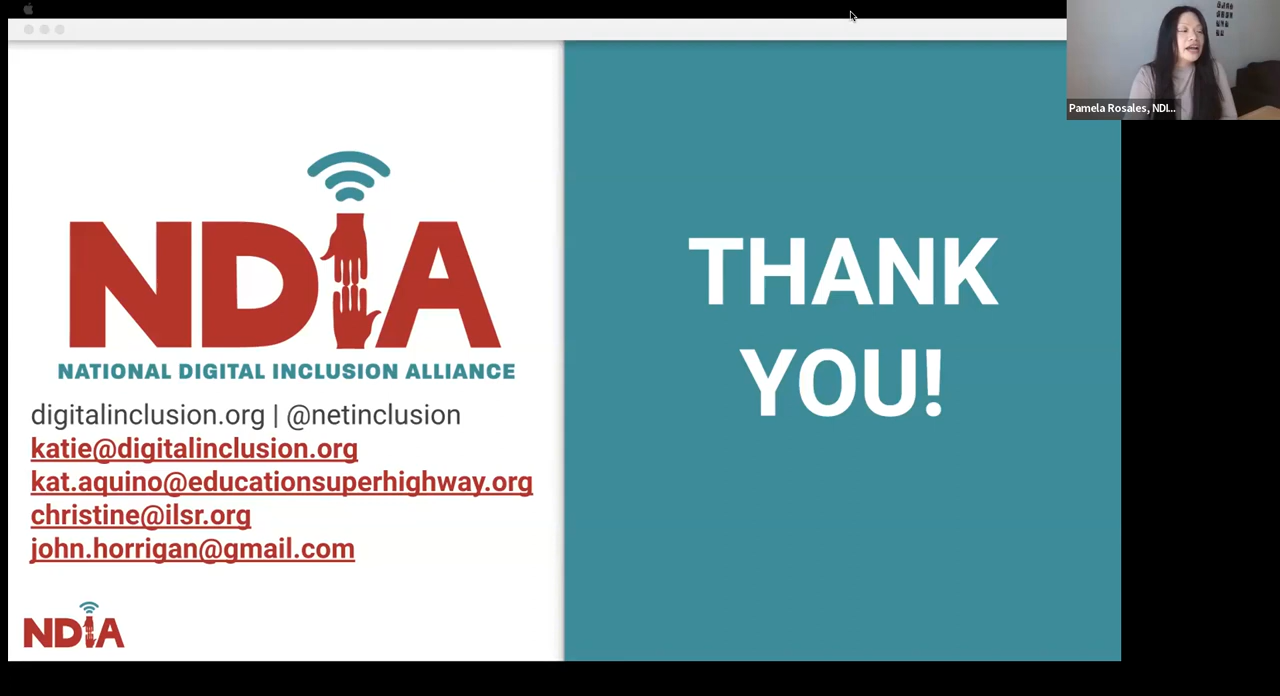 NDIA
NATIONAL DIGITAL INCLUSION ALLIANCE
digitalinclusion.org | @netinclusion
katie@digitalinclusion.org
kat.aquino@educationsuperhighway.org
christine@ilsr.org
john.horrigan@gmail.com
NDIA
THANK
YOU!
Pamela Rosales, NDI...